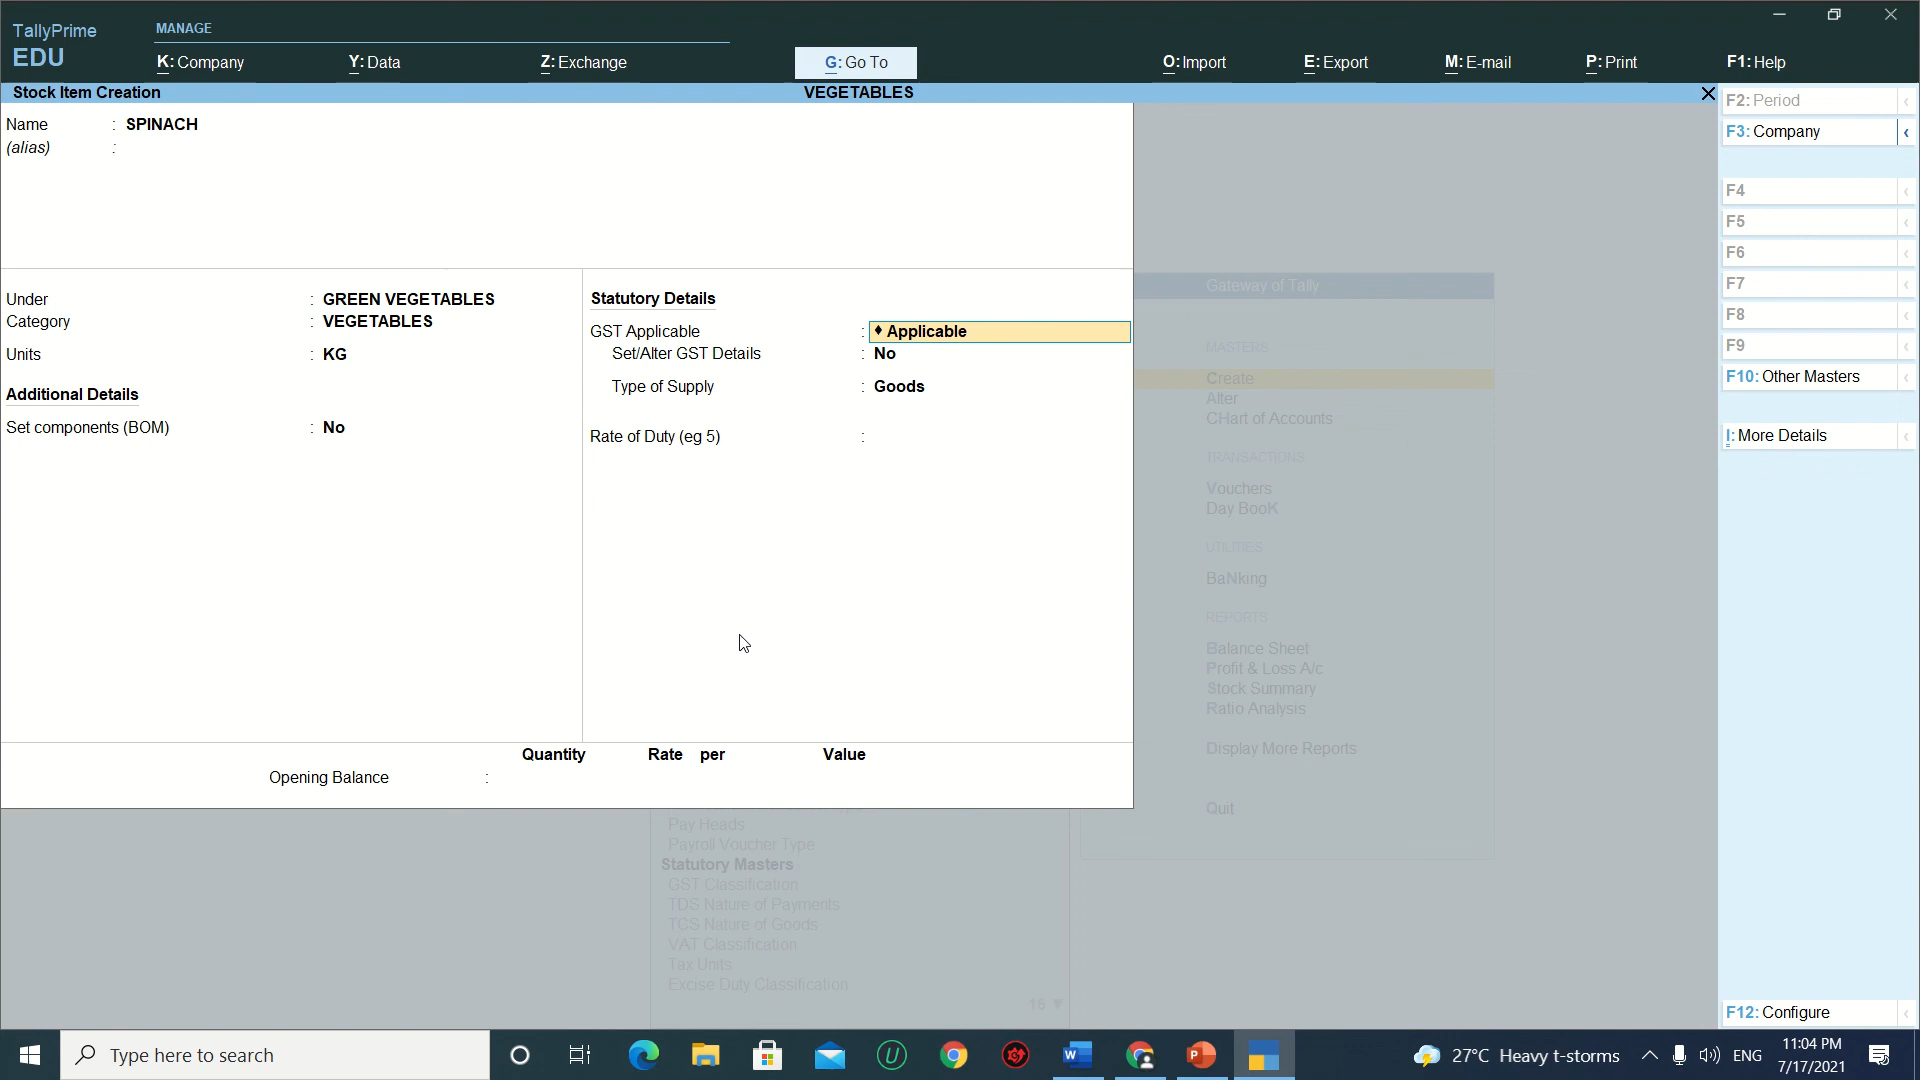 TallyPrime
EDU
MANAGE
K: Company
Y: Data
Z: Exchange
G: Go To
O: Import
E: Export
M: E-mail
P: Print
F1: Help
Stock Item Creation
VEGETABLES
Name : SPINACH
(alias) :
Under : GREEN VEGETABLES
Category : VEGETABLES
Units : KG
Additional Details
Set components (BOM) : No
Statutory Details
GST Applicable : ♦ Applicable
Set/Alter GST Details : No
Type of Supply : Goods
Rate of Duty (eg 5) :
Quantity Rate per Value
Opening Balance :
Gateway of Tally
MASTERS
Create
Alter
CHart of Accounts
TRANSACTIONS
Vouchers
Day BooK
UTILITIES
BaNking
REPORTS
Balance Sheet
Profit & Loss A/c
Stock Summary
Ratio Analysis
Display More Reports
Quit
Pay Heads
Payroll Voucher Type
Statutory Masters
GST Classification
TDS Nature of Payments
TCS Nature of Goods
VAT Classification
Tax Units
Excise Duty Classification
16 ▼
F2: Period
F3: Company
F4
F5
F6
F7
F8
F9
F10: Other Masters
I: More Details
F12: Configure
Type here to search
27°C Heavy t-storms
ENG
11:04 PM
7/17/2021